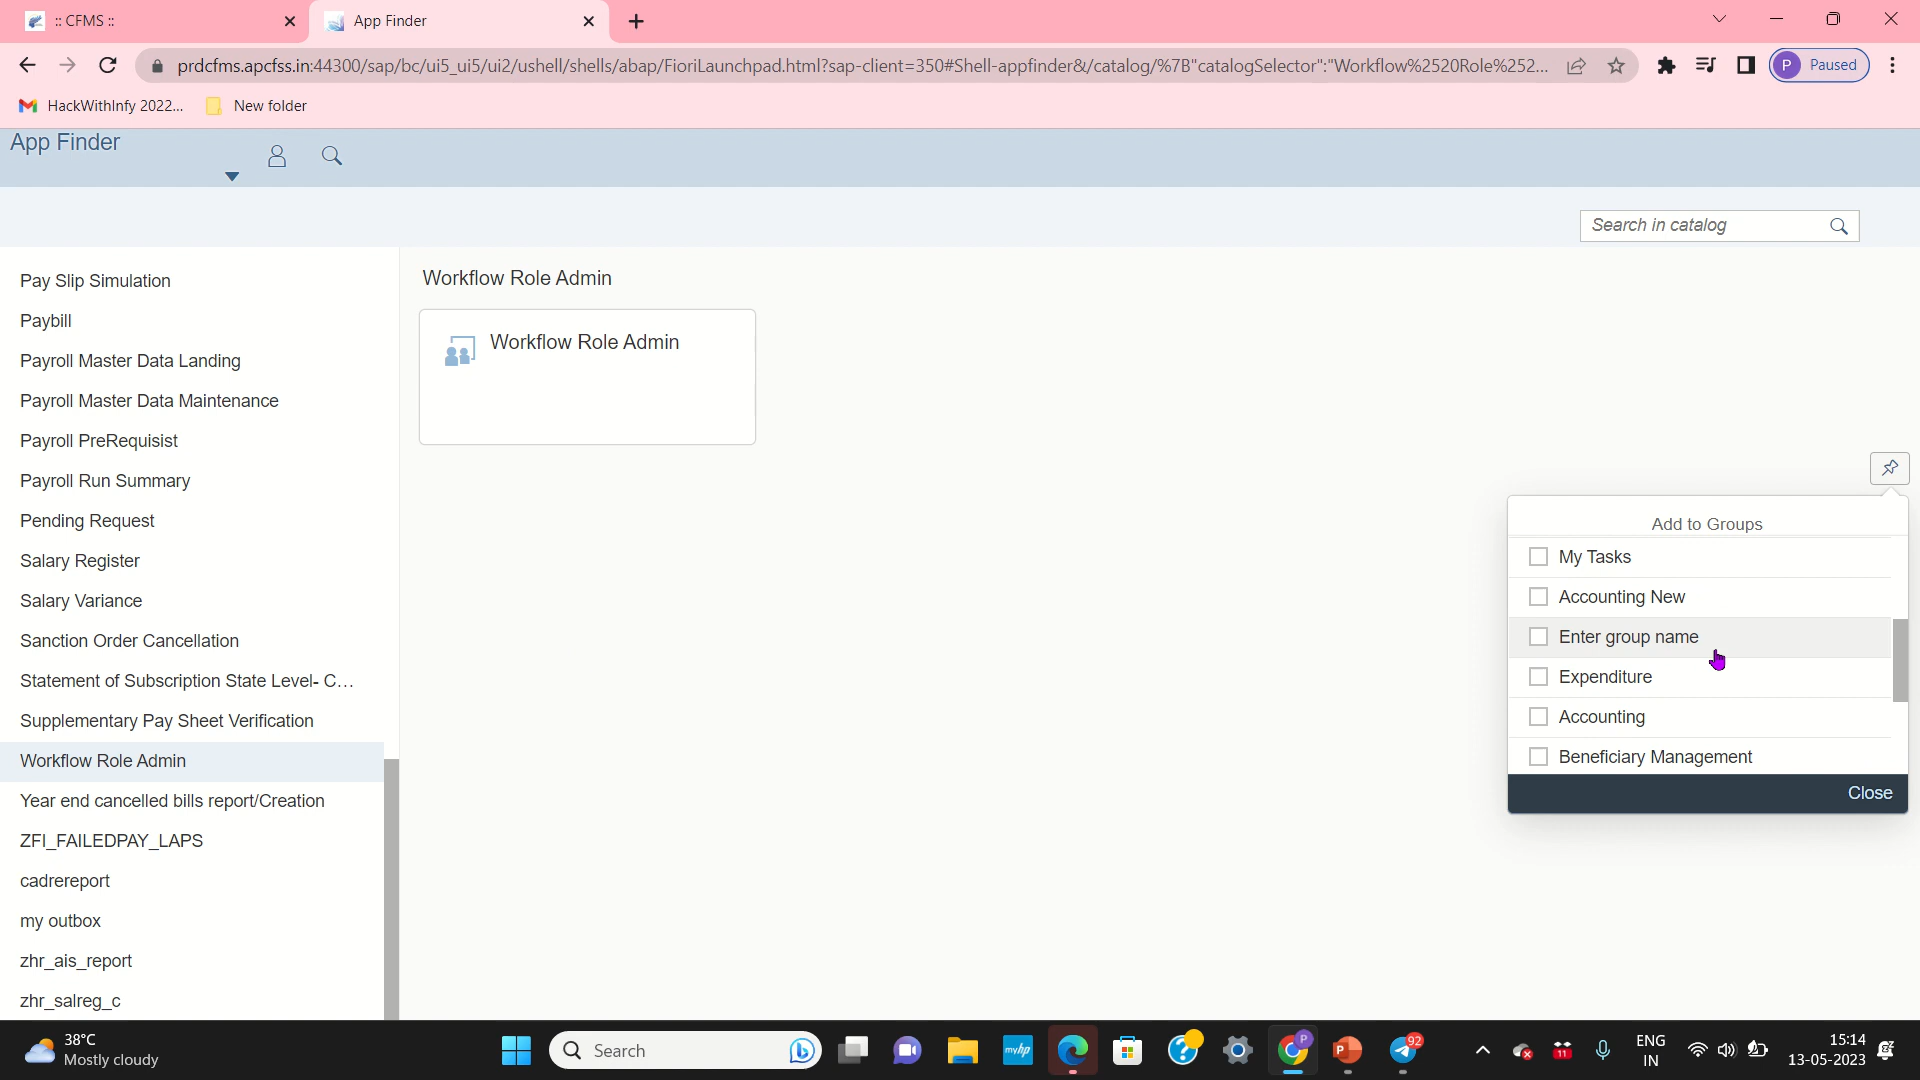 :: CFMS ::
App Finder
prdcfms.apcfss.in:44300/sap/bc/ui5_ui5/ui2/ushell/shells/abap/FioriLaunchpad.html?sap-client=350#Shell-appfinder&/catalog/%7B"catalogSelector":"Workflow%2520Role%252...
P Paused
HackWithInfy 2022...
New folder
App Finder
Search in catalog
Pay Slip Simulation
Paybill
Payroll Master Data Landing
Payroll Master Data Maintenance
Payroll PreRequisist
Payroll Run Summary
Pending Request
Salary Register
Salary Variance
Sanction Order Cancellation
Statement of Subscription State Level- C...
Supplementary Pay Sheet Verification
Workflow Role Admin
Year end cancelled bills report/Creation
ZFI_FAILEDPAY_LAPS
cadrereport
my outbox
zhr_ais_report
zhr_salreg_c
Workflow Role Admin
Workflow Role Admin
Add to Groups
My Tasks
Accounting New
Enter group name
Expenditure
Accounting
Beneficiary Management
Close
38°C
Mostly cloudy
Search
myhp
P
92
11
ENG
IN
15:14
13-05-2023